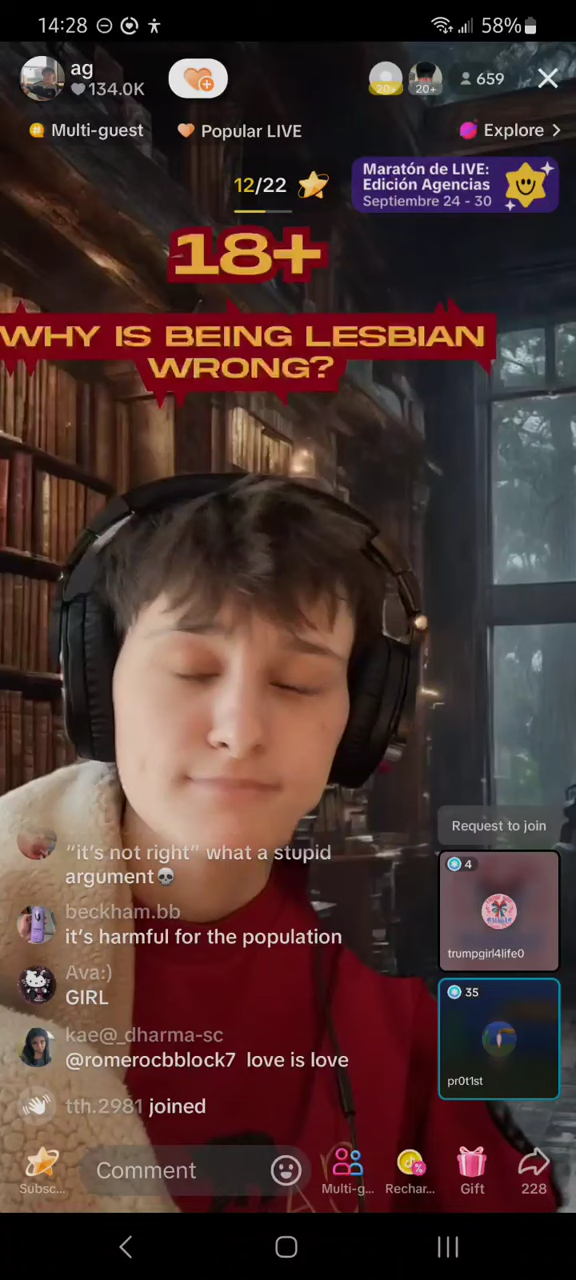 14:28
58%
ag
134.0K
20+
20+
659
Multi-guest
Popular LIVE
Explore >
12/22
Maratón de LIVE:
Edición Agencias
Septiembre 24 - 30
18+
WHY IS BEING LESBIAN
WRONG?
Request to join
“it’s not right” what a stupid
argument💀
4
trumpgirl4life0
beckham.bb
it’s harmful for the population
Ava:)
GIRL
35
pr0t1st
kae@_dharma-sc
@romerocbblock7 love is love
tth.2981 joined
Comment
Subsc...
Multi-g...
Rechar...
Gift
228